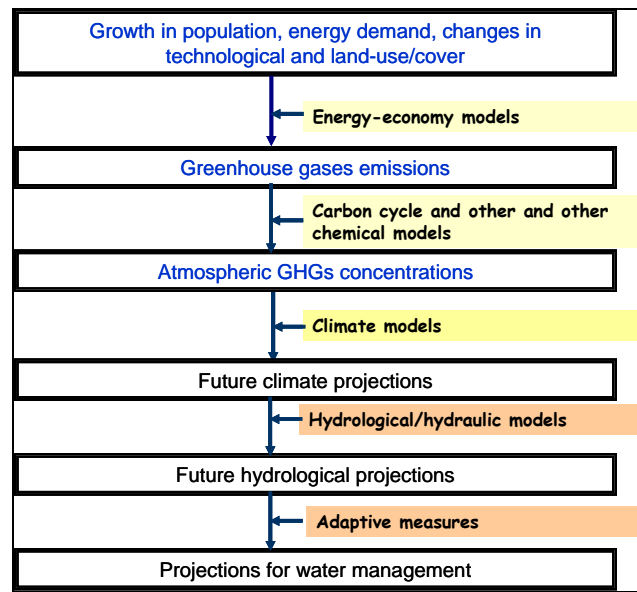 Growth in population, energy demand, changes in
technological and land-use/cover
Energy-economy models
Greenhouse gases emissions
Carbon cycle and other and other
chemical models
Atmospheric GHGs concentrations
Climate models
Future climate projections
Hydrological/hydraulic models
Future hydrological projections
Adaptive measures
Projections for water management